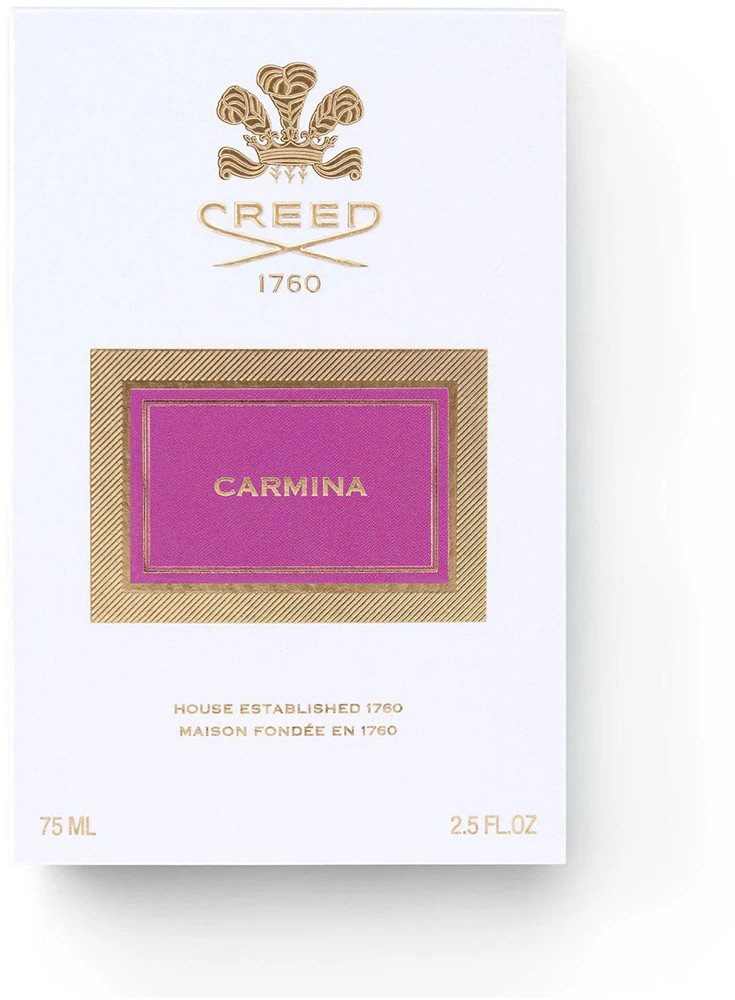 CREED
1760
CARMINA
HOUSE ESTABLISHED 1760
MAISON FONDÉE EN 1760
75 ML
2.5 FL.OZ